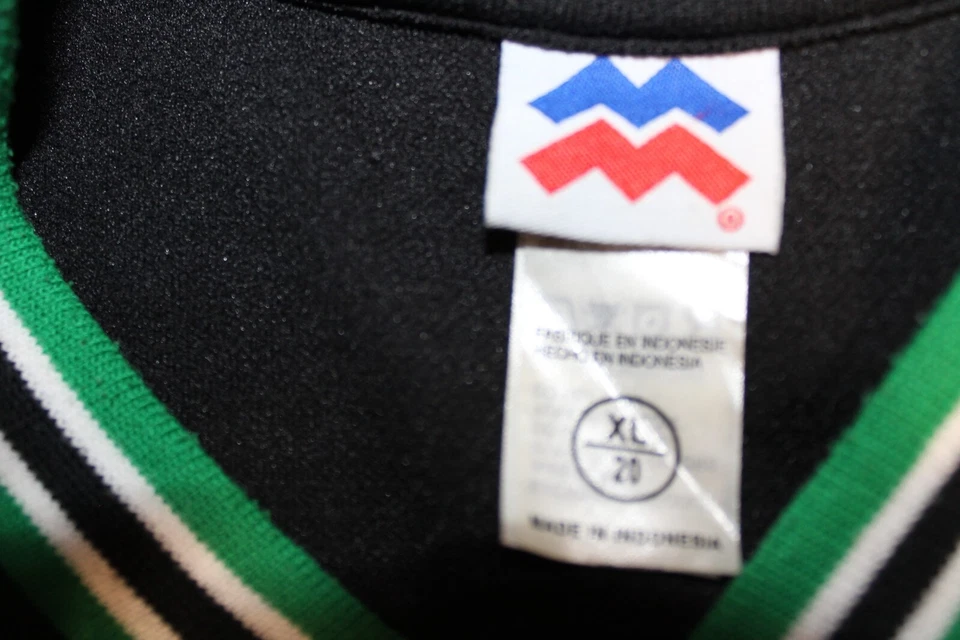 ®
FABRIQUE EN INDONESIE
HECHO EN INDONESIA
XL
20
MADE IN INDONESIA